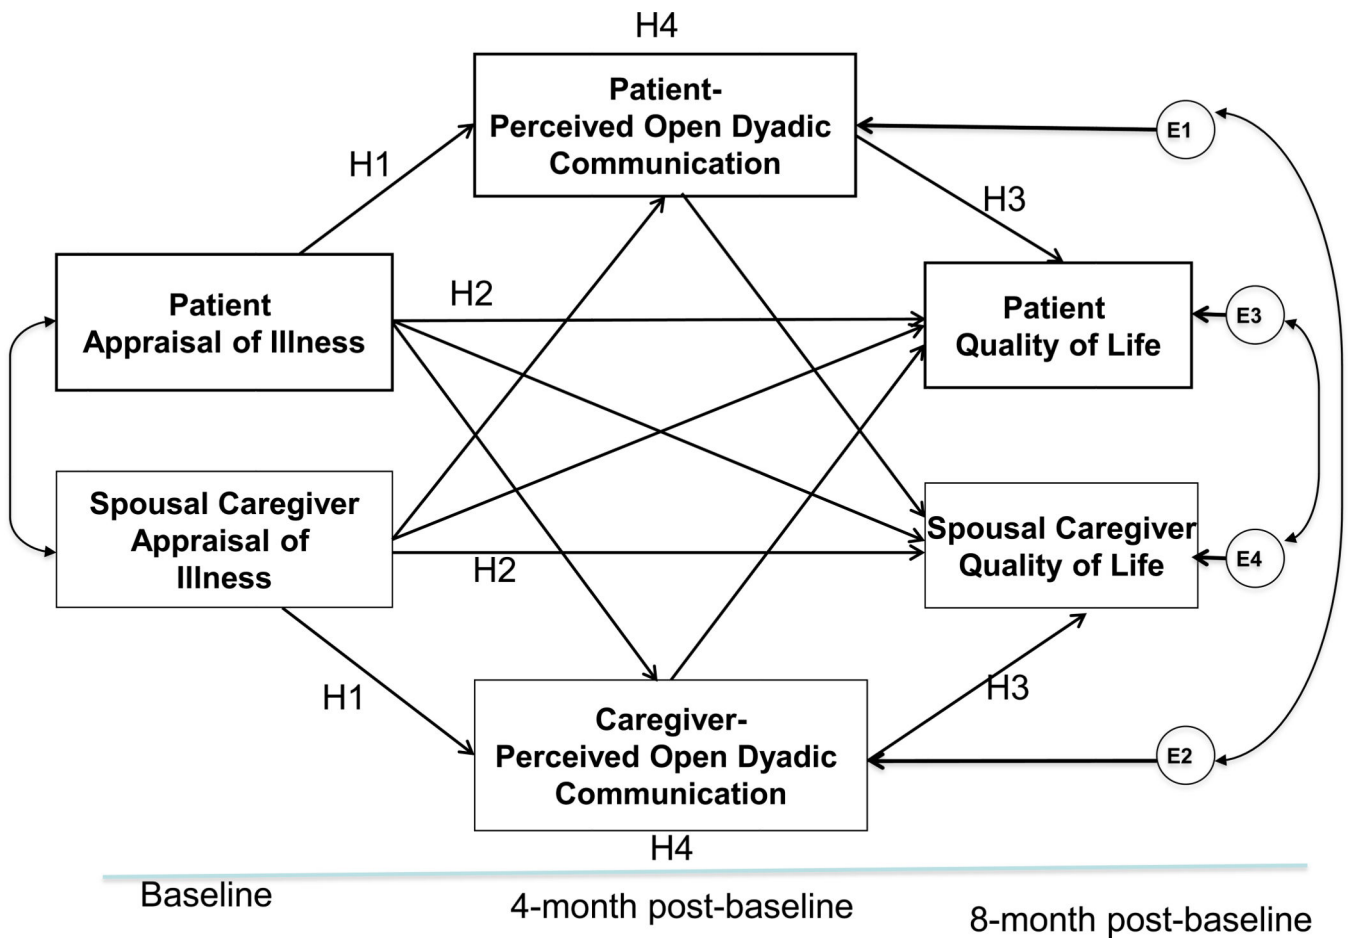 H4
Patient-
Perceived Open Dyadic
Communication
E1
H1
H3
Patient
Appraisal of Illness
H2
Patient
Quality of Life
E3
Spousal Caregiver
Appraisal of
Illness
H2
Spousal Caregiver
Quality of Life
E4
H1
H3
Caregiver-
Perceived Open Dyadic
Communication
E2
H4
Baseline
4-month post-baseline
8-month post-baseline